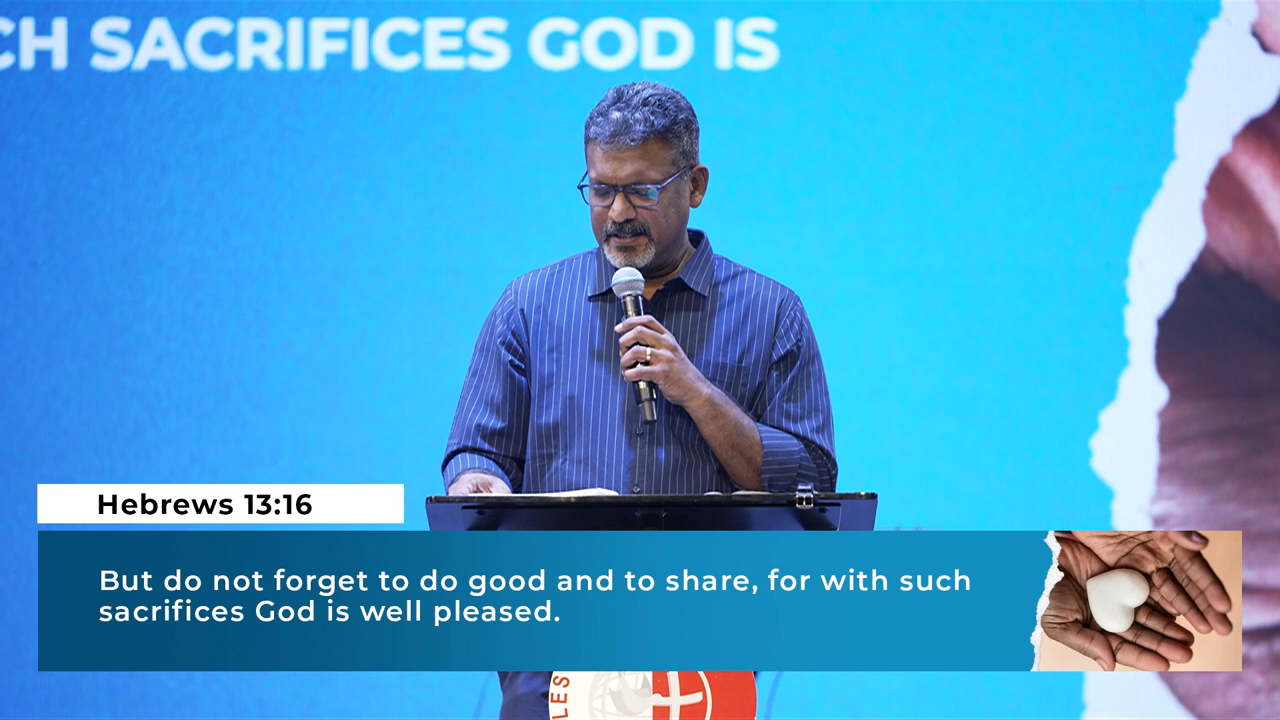 CH SACRIFICES GOD IS
Hebrews 13:16
But do not forget to do good and to share, for with such
sacrifices God is well pleased.
LES